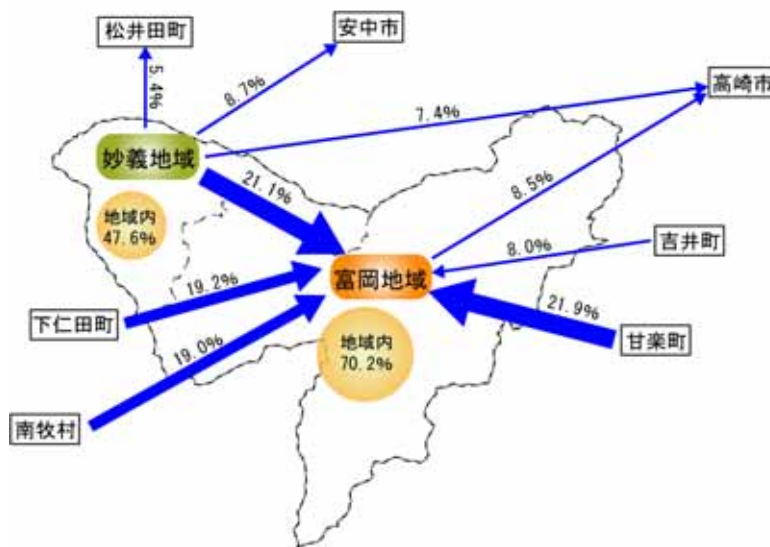 松井田町
安中市
高崎市
5.4%
8.7%
7.4%
妙義地域
21.1%
8.5%
地域内
47.6%
吉井町
8.0%
富岡地域
19.2%
21.9%
下仁田町
19.0%
地域内
70.2%
甘楽町
南牧村